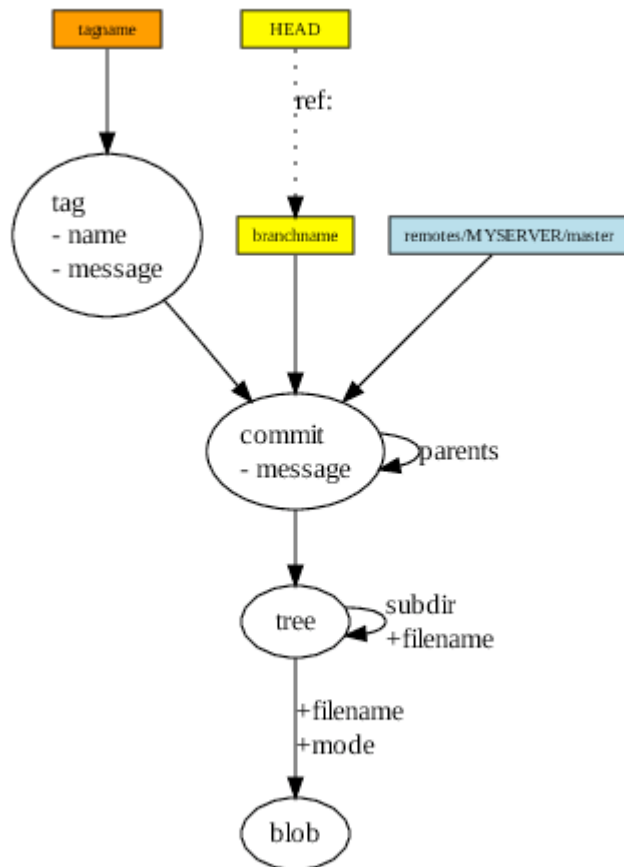 tagname
HEAD
ref:
tag
- name
- message
branchname
remotes/MYSERVER/master
commit
- message
parents
tree
subdir
+filename
+filename
+mode
blob